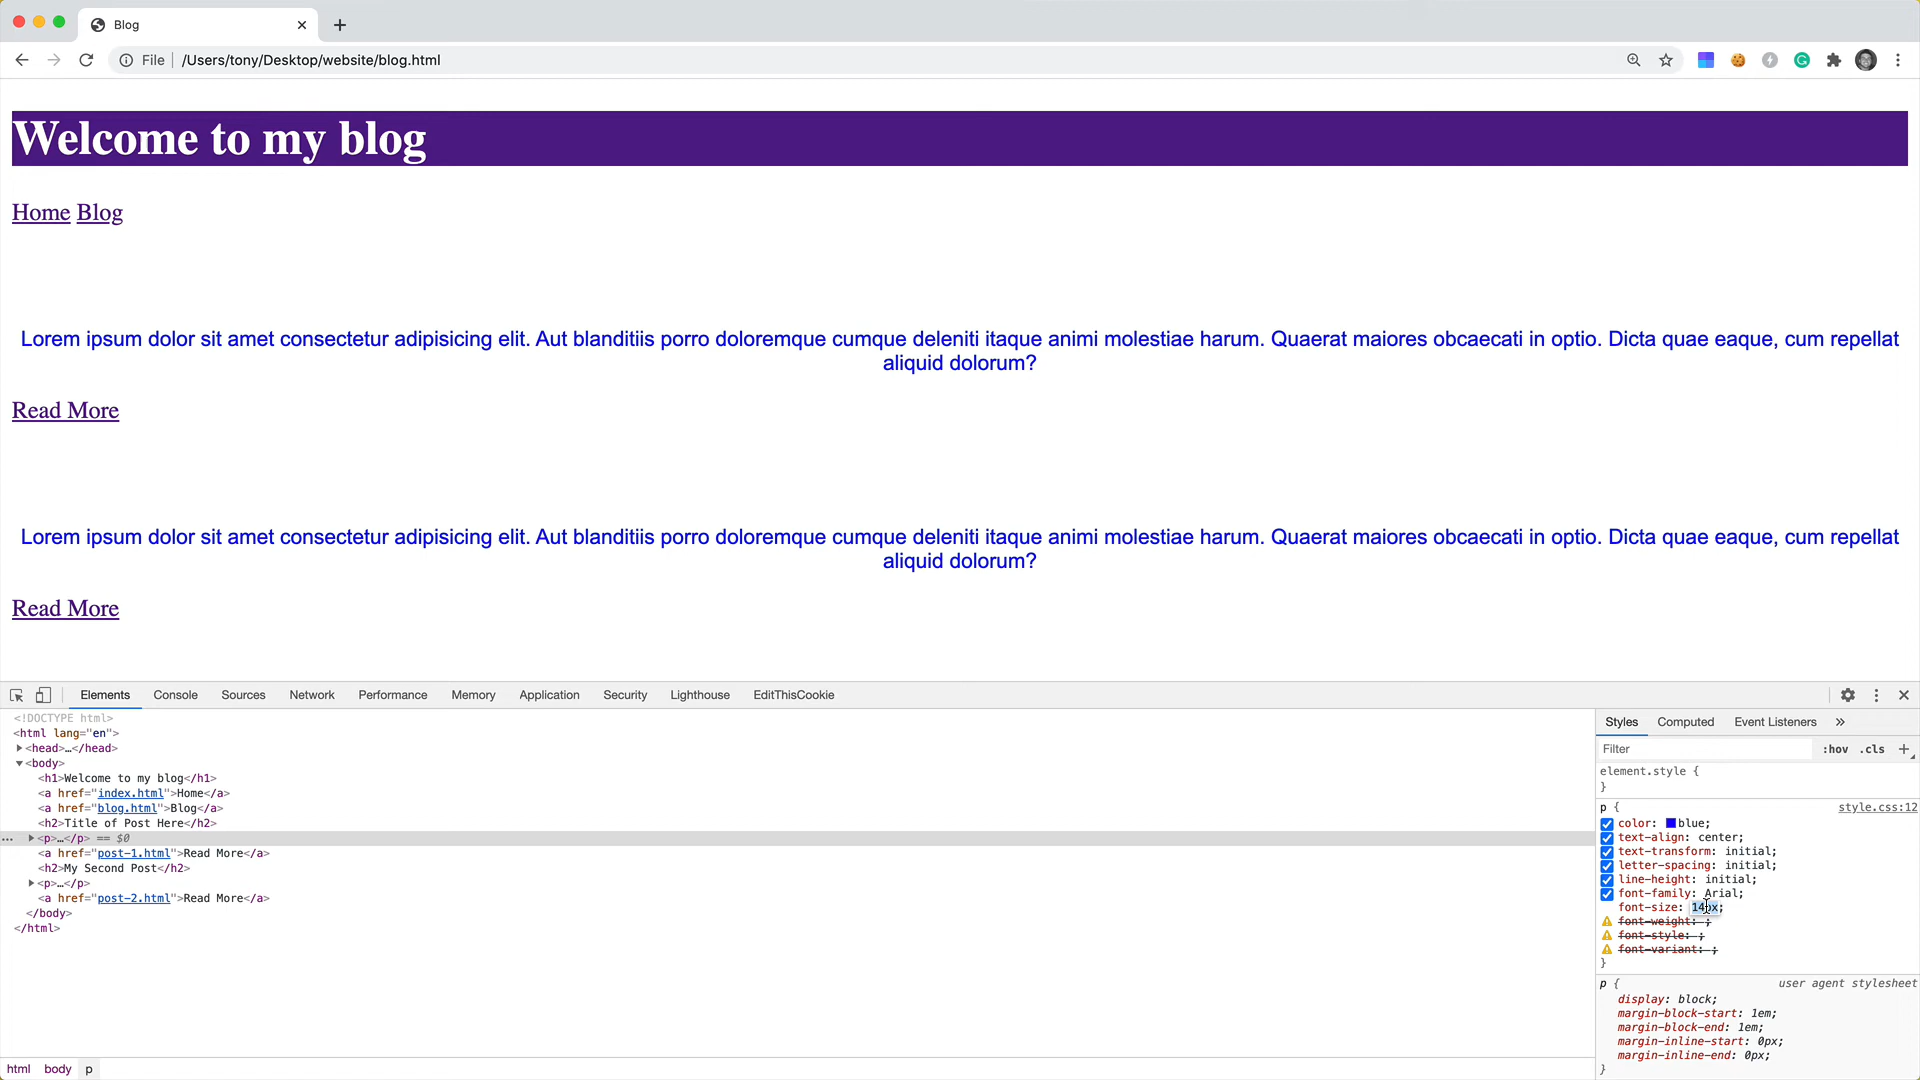 Blog
File
/Users/tony/Desktop/website/blog.html
Welcome to my blog
Home Blog
Lorem ipsum dolor sit amet consectetur adipisicing elit. Aut blanditiis porro doloremque cumque deleniti itaque animi molestiae harum. Quaerat maiores obcaecati in optio. Dicta quae eaque, cum repellat
aliquid dolorum?
Read More
Lorem ipsum dolor sit amet consectetur adipisicing elit. Aut blanditiis porro doloremque cumque deleniti itaque animi molestiae harum. Quaerat maiores obcaecati in optio. Dicta quae eaque, cum repellat
aliquid dolorum?
Read More
Elements Console Sources Network Performance Memory Application Security Lighthouse EditThisCookie
<!DOCTYPE html>
<html lang="en">
<head>…</head>
<body>
<h1>Welcome to my blog</h1>
<a href="index.html">Home</a>
<a href="blog.html">Blog</a>
<h2>Title of Post Here</h2>
<p>…</p> == $0
<a href="post-1.html">Read More</a>
<h2>My Second Post</h2>
<p>…</p>
<a href="post-2.html">Read More</a>
</body>
</html>
html body p
Styles Computed Event Listeners »
Filter :hov .cls +
element.style {
}
p { style.css:12
color: blue;
text-align: center;
text-transform: initial;
letter-spacing: initial;
line-height: initial;
font-family: Arial;
font-size: 14px;
font-weight: ;
font-style: ;
font-variant: ;
}
p { user agent stylesheet
display: block;
margin-block-start: 1em;
margin-block-end: 1em;
margin-inline-start: 0px;
margin-inline-end: 0px;
}